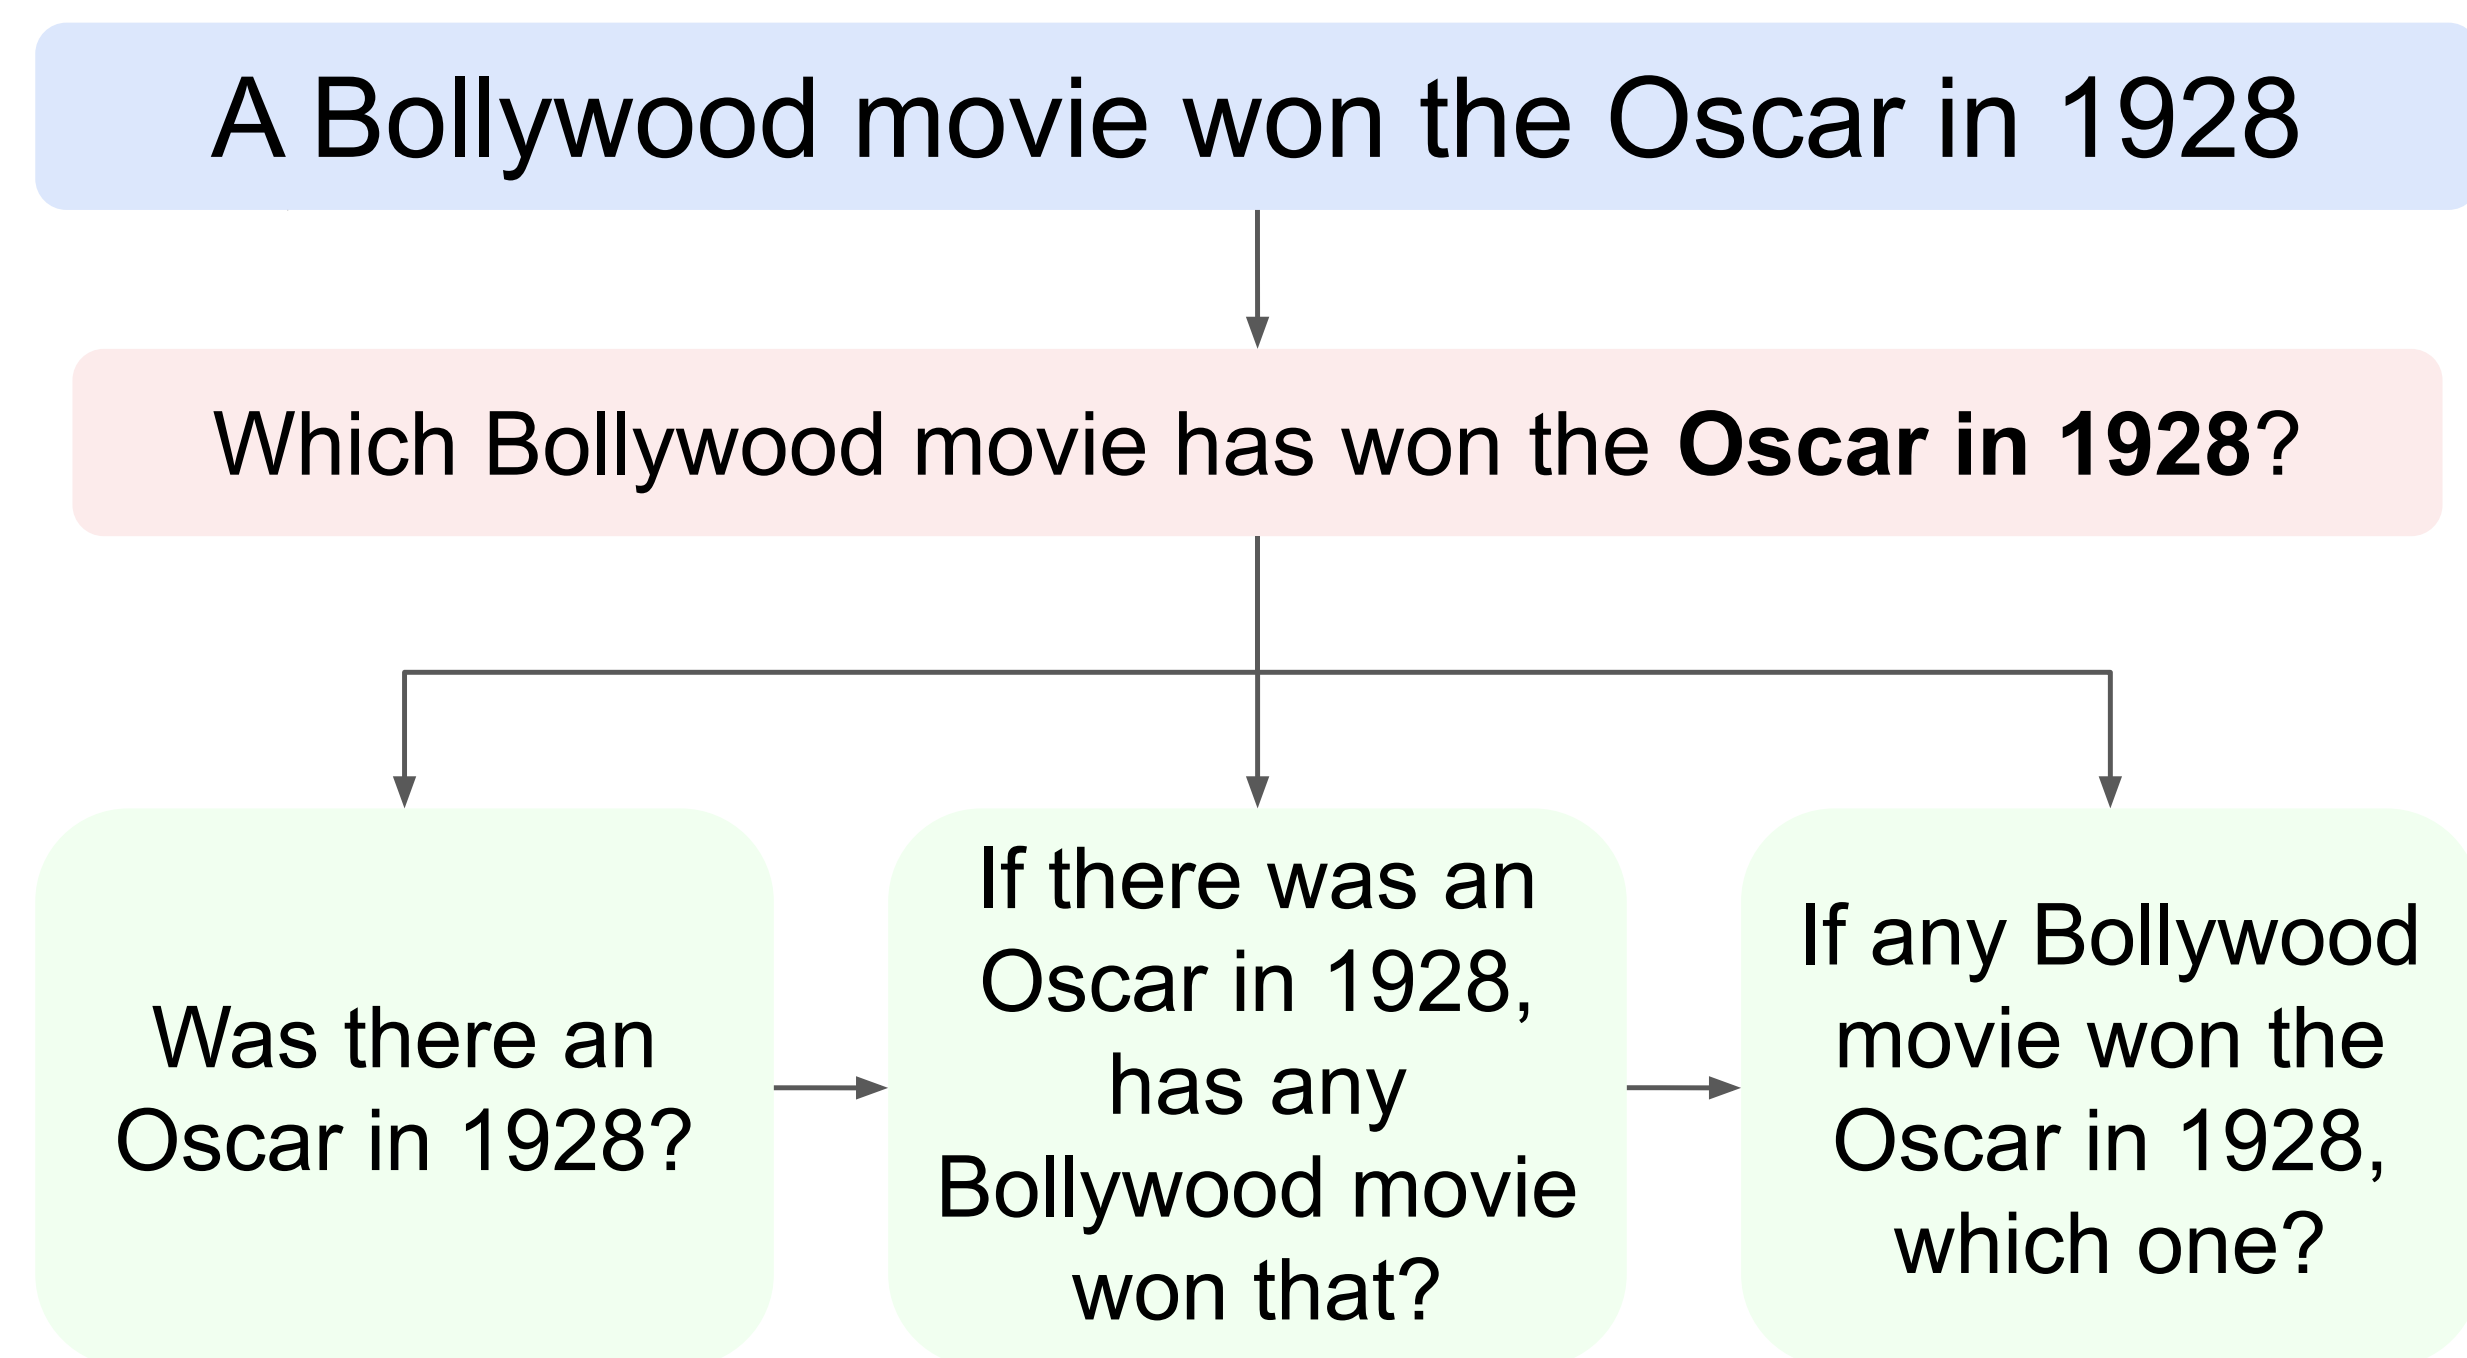 A Bollywood movie won the Oscar in 1928
Which Bollywood movie has won the Oscar in 1928?
Was there an
Oscar in 1928?
If there was an
Oscar in 1928,
has any
Bollywood movie
won that?
If any Bollywood
movie won the
Oscar in 1928,
which one?